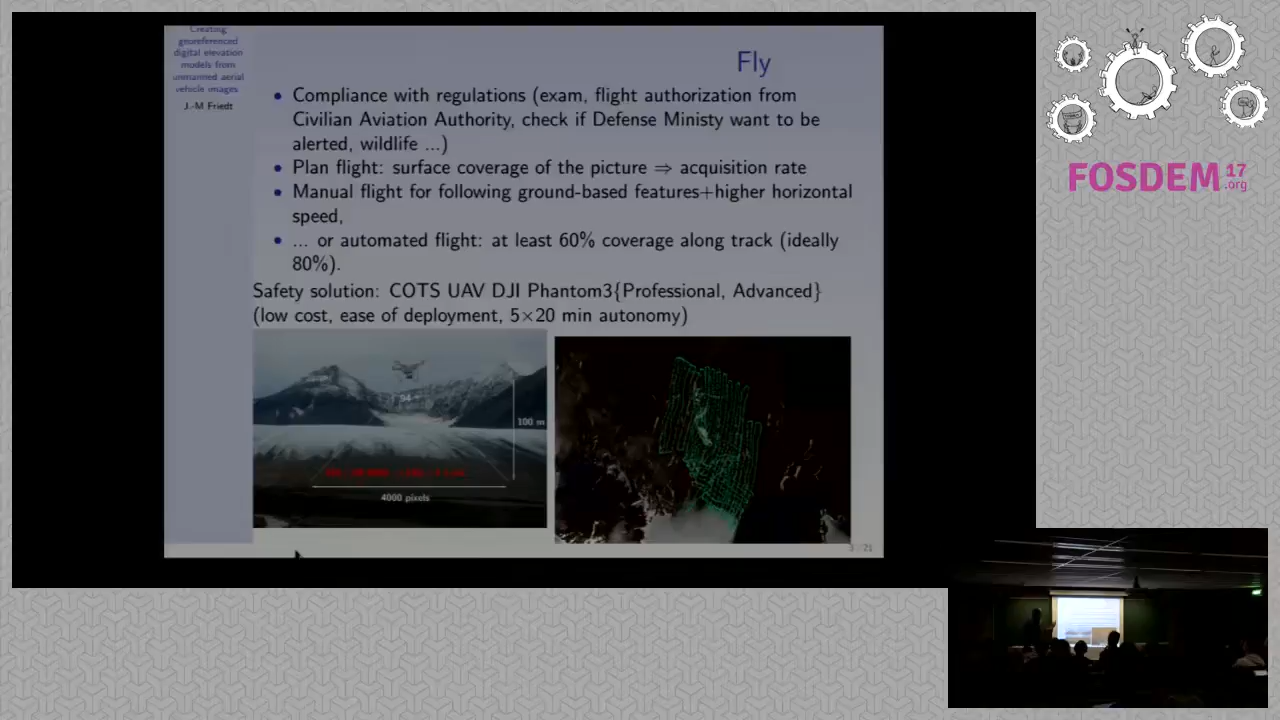 Creating
georeferenced
digital elevation
models from
unmanned aerial
vehicle images
J.-M Friedt
Fly
• Compliance with regulations (exam, flight authorization from
Civilian Aviation Authority, check if Defense Ministy want to be
alerted, wildlife ...)
• Plan flight: surface coverage of the picture ⇒ acquisition rate
• Manual flight for following ground-based features+higher horizontal
speed,
• ... or automated flight: at least 60% coverage along track (ideally
80%).
Safety solution: COTS UAV DJI Phantom3{Professional, Advanced}
(low cost, ease of deployment, 5×20 min autonomy)
100 m
4000 pixels
21
FOSDEM 17
.org